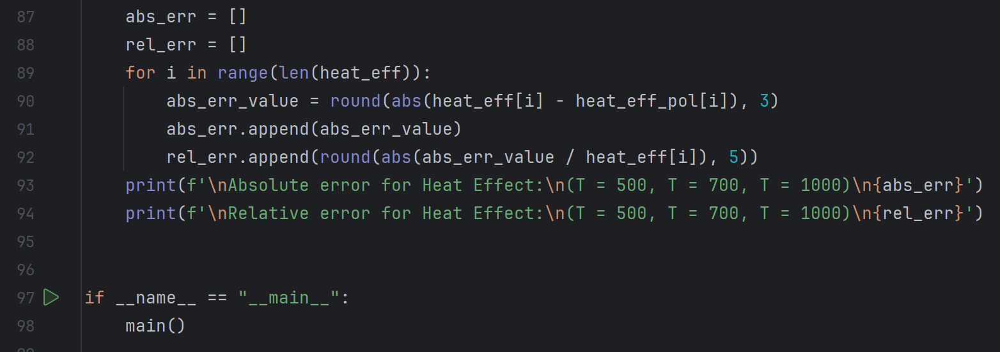 87 abs_err = []
88 rel_err = []
89 for i in range(len(heat_eff)):
90 abs_err_value = round(abs(heat_eff[i] - heat_eff_pol[i]), 3)
91 abs_err.append(abs_err_value)
92 rel_err.append(round(abs(abs_err_value / heat_eff[i]), 5))
93 print(f'\nAbsolute error for Heat Effect:\n(T = 500, T = 700, T = 1000)\n{abs_err}')
94 print(f'\nRelative error for Heat Effect:\n(T = 500, T = 700, T = 1000)\n{rel_err}')
95
96
97 if __name__ == "__main__":
98 main()